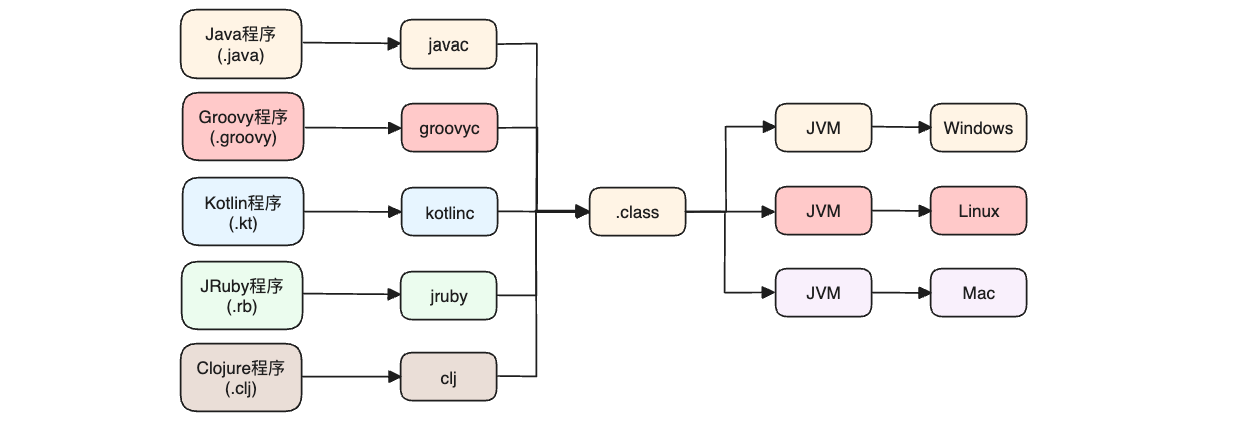 Java程序
(.java)
javac
Groovy程序
(.groovy)
groovyc
Kotlin程序
(.kt)
kotlinc
JRuby程序
(.rb)
jruby
Clojure程序
(.clj)
clj
.class
JVM
Windows
JVM
Linux
JVM
Mac